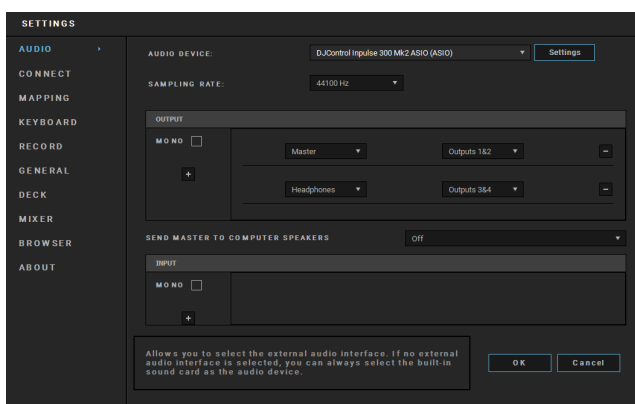 SETTINGS
AUDIO
CONNECT
MAPPING
KEYBOARD
RECORD
GENERAL
DECK
MIXER
BROWSER
ABOUT
AUDIO DEVICE: DJControl Inpulse 300 Mk2 ASIO (ASIO) Settings
SAMPLING RATE: 44100 Hz
OUTPUT
MONO
+
Master Outputs 1&2 −
Headphones Outputs 3&4 −
SEND MASTER TO COMPUTER SPEAKERS Off
INPUT
MONO
+
Allows you to select the external audio interface. If no external
audio interface is selected, you can always select the built-in
sound card as the audio device.
OK Cancel